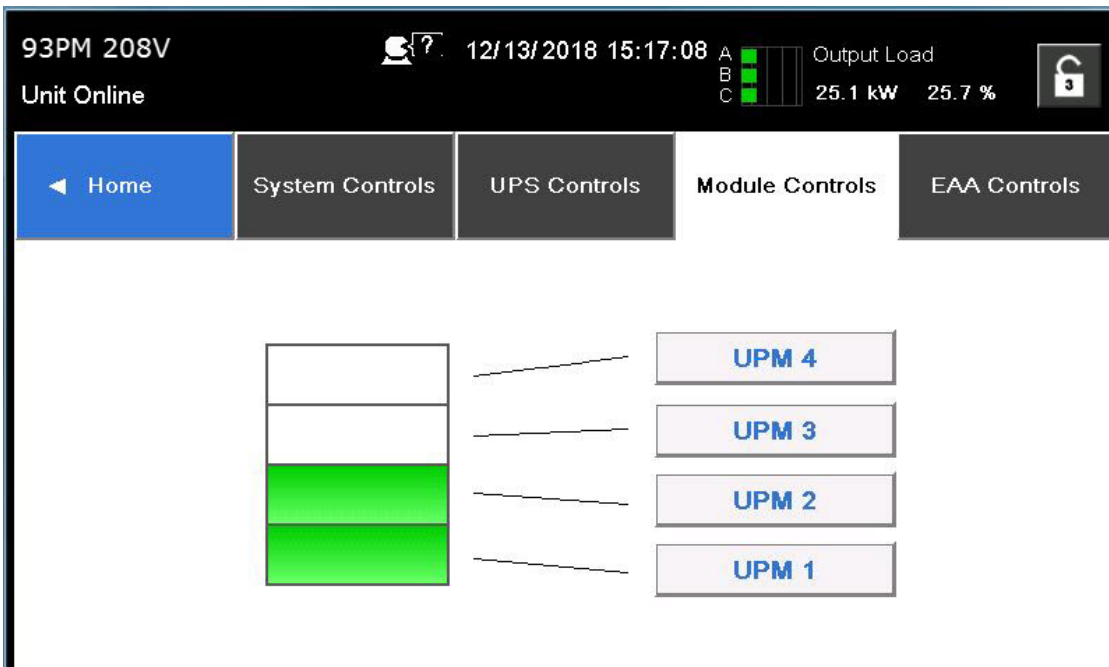 93PM 208V
? 12/13/2018 15:17:08
Unit Online
A
B
C
Output Load
25.1 kW 25.7 %
3
◄ Home
System Controls
UPS Controls
Module Controls
EAA Controls
UPM 4
UPM 3
UPM 2
UPM 1